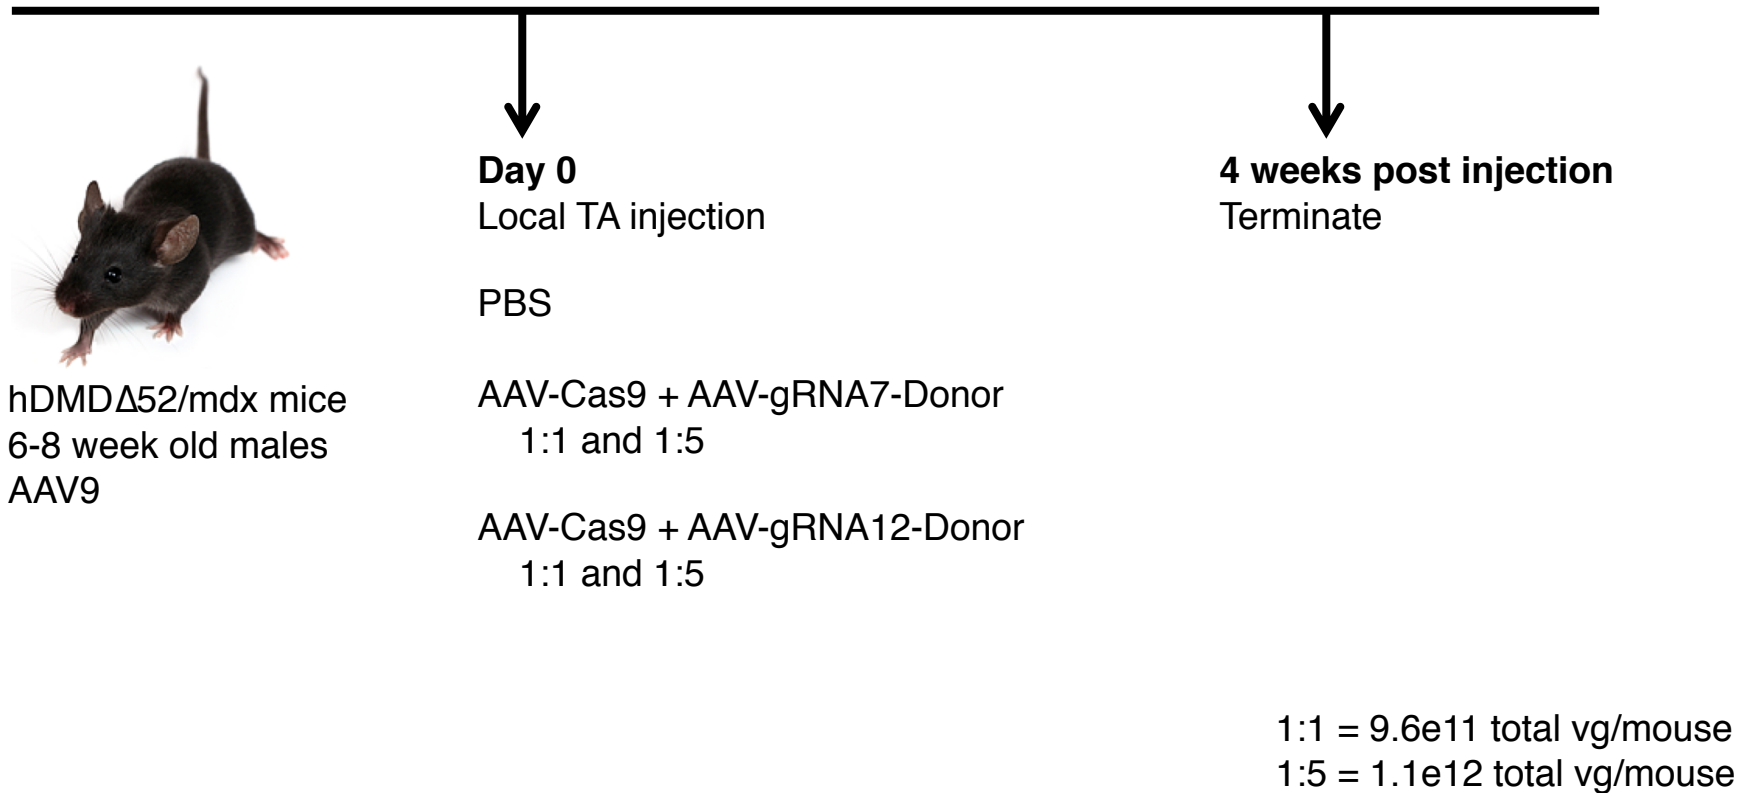 Day 0
Local TA injection
PBS
AAV-Cas9 + AAV-gRNA7-Donor
1:1 and 1:5
AAV-Cas9 + AAV-gRNA12-Donor
1:1 and 1:5
4 weeks post injection
Terminate
hDMDΔ52/mdx mice
6-8 week old males
AAV9
1:1 = 9.6e11 total vg/mouse
1:5 = 1.1e12 total vg/mouse